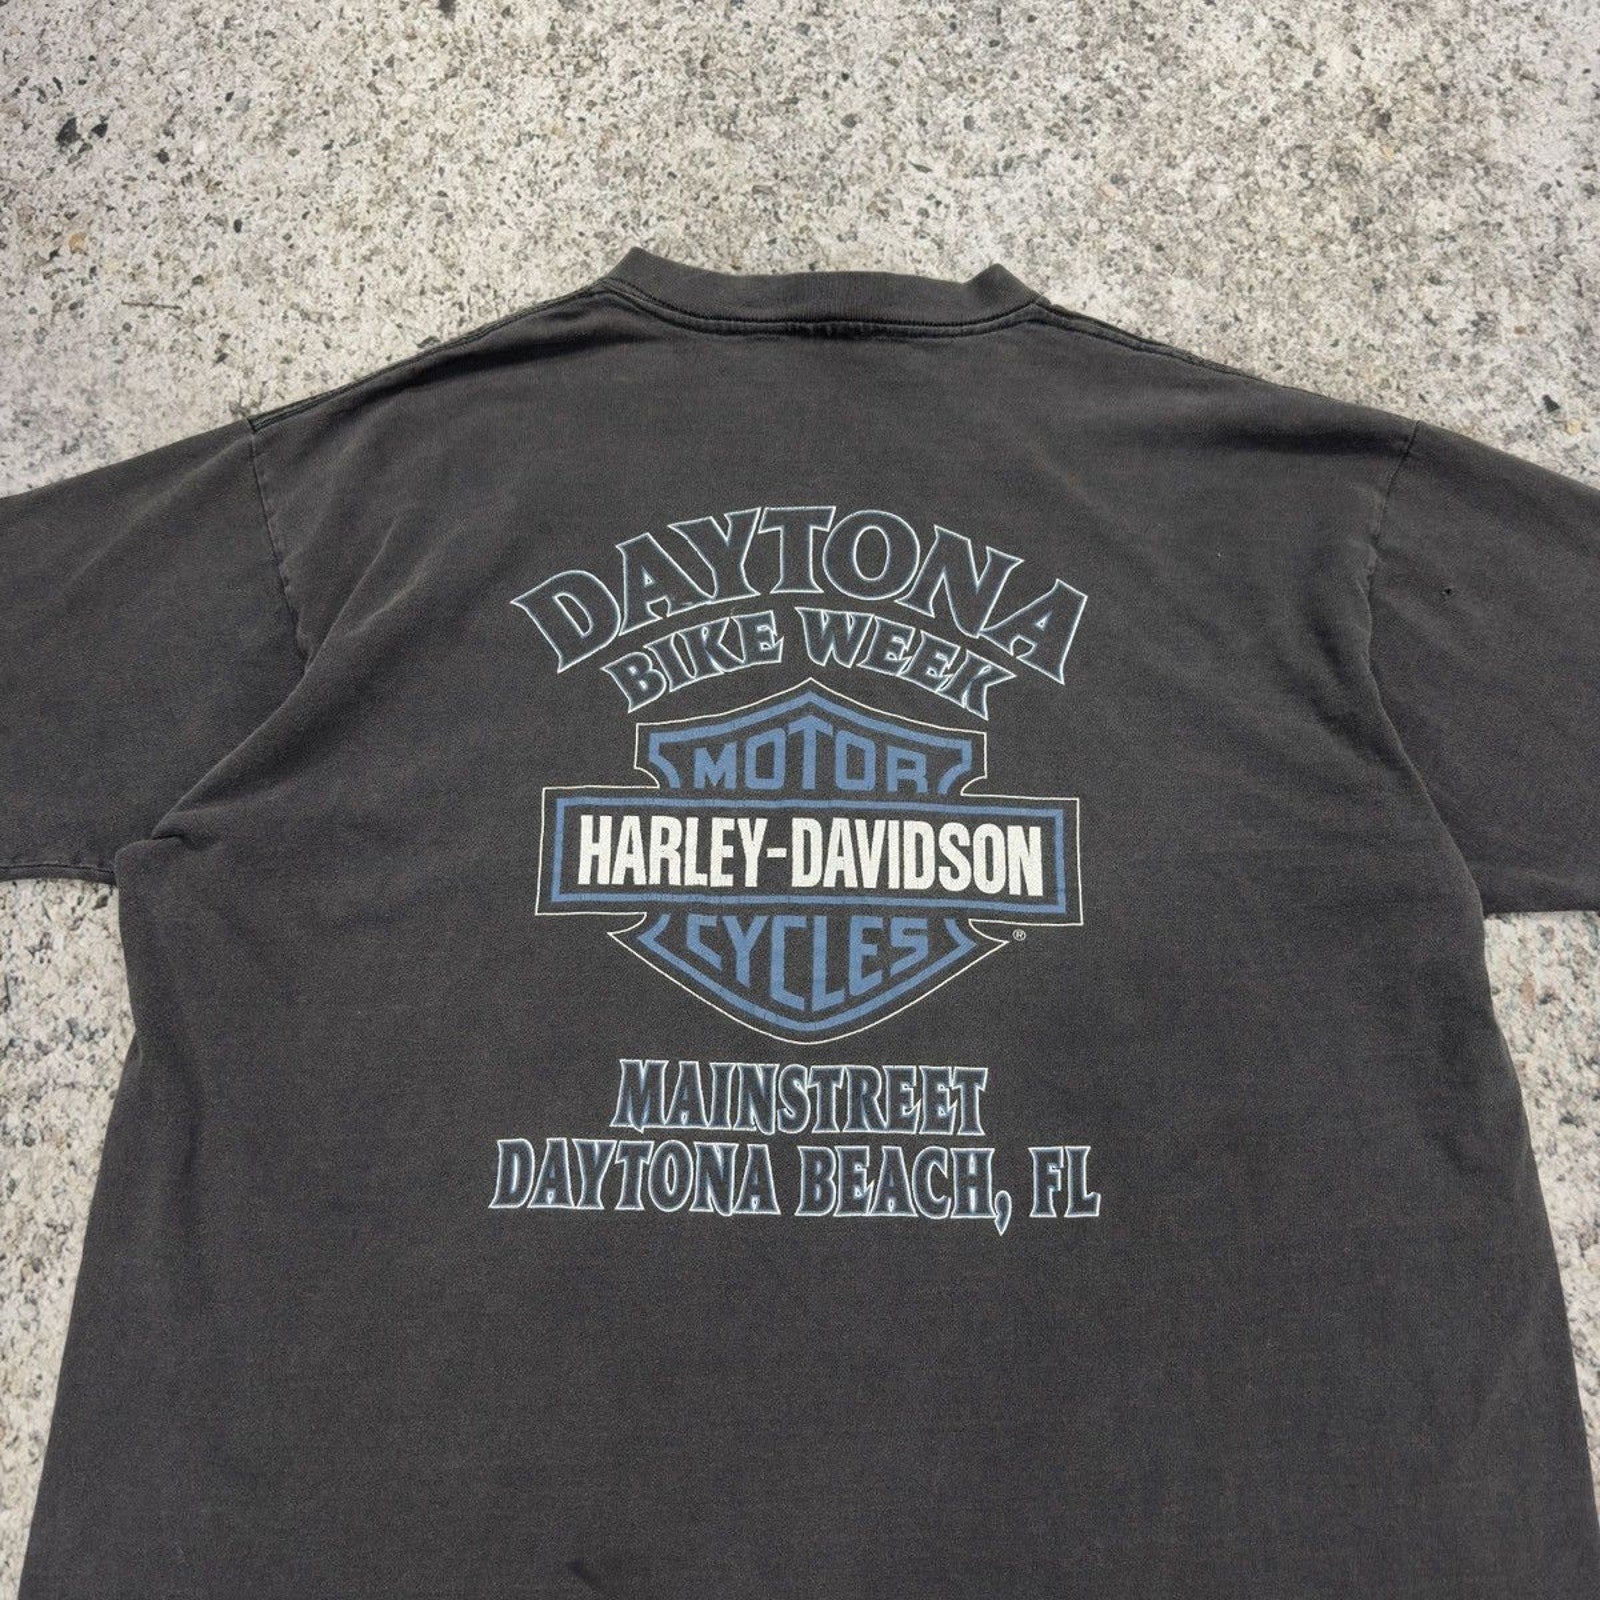 DAYTONA
BIKE WEEK
MOTOR
HARLEY-DAVIDSON
CYCLES
®
MAINSTREET
DAYTONA BEACH, FL